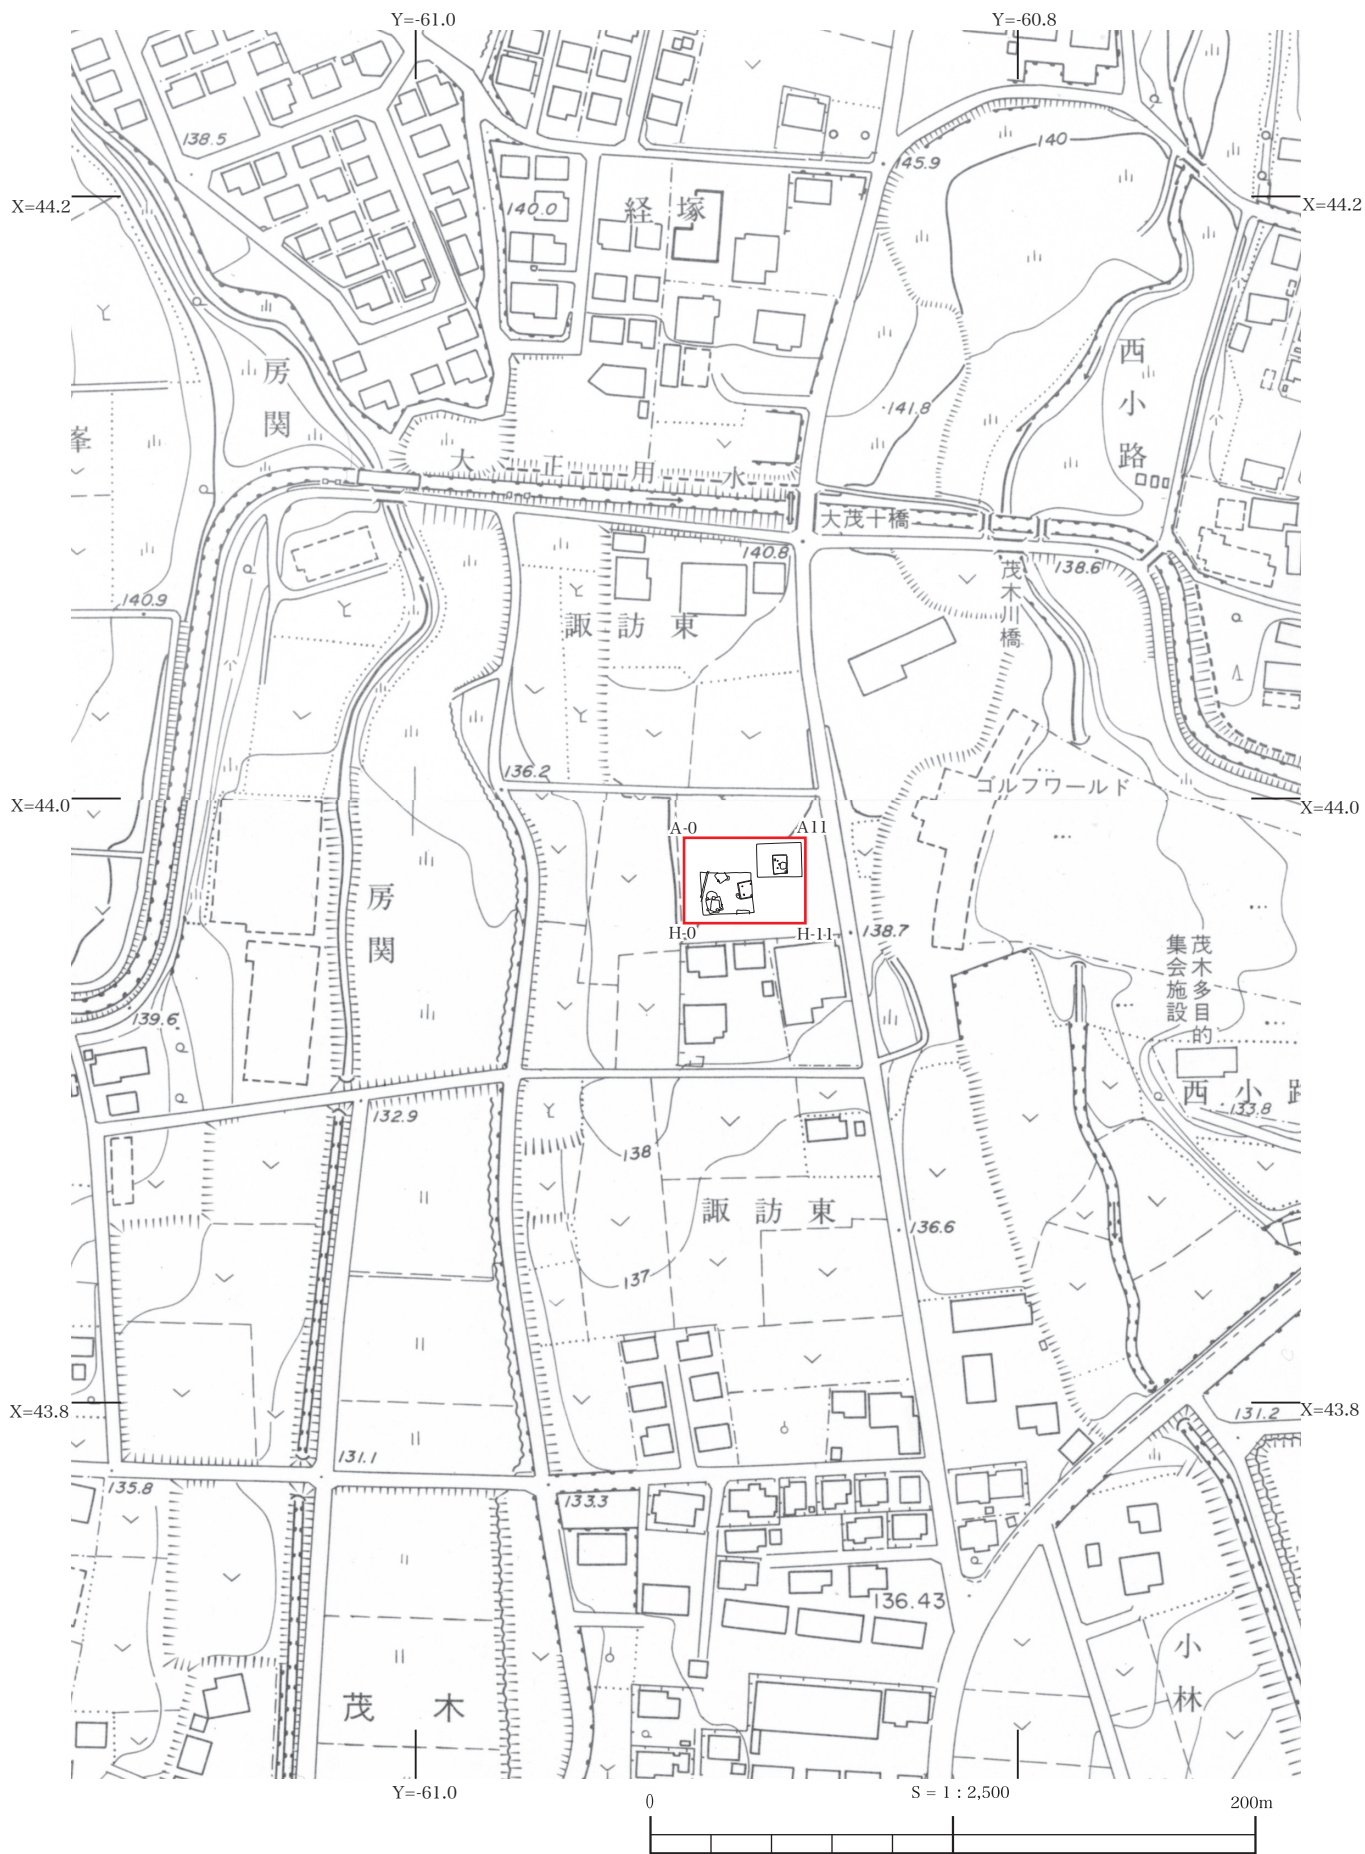 Y=-61.0
Y=-60.8
138.5
140
145.9
X=44.2
X=44.2
140.0
経塚
西小路
房関
141.8
峯
大正用水
大茂十橋
140.8
138.6
茂木川橋
140.9
諏訪東
136.2
ゴルフワールド
X=44.0
X=44.0
A-0
A11
房関
H-0
H-11
138.7
茂木多目的
集会施設
139.6
西小路
133.8
132.9
138
諏訪東
136.6
137
X=43.8
X=43.8
131.2
131.1
135.8
133.3
136.43
小林
茂木
Y=-61.0
S = 1 : 2,500
0
200m